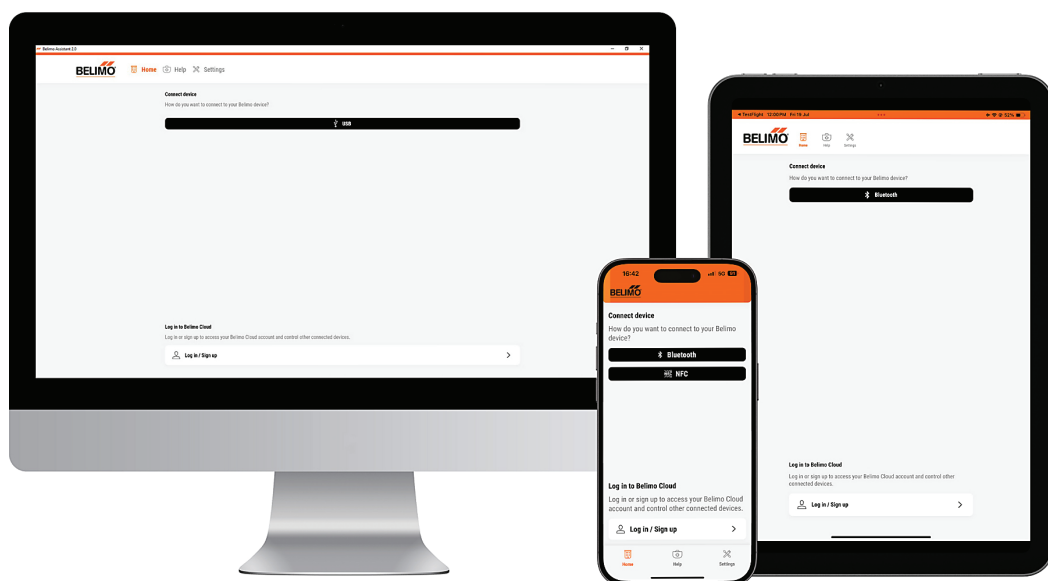 Belimo Assistant 2.0
BELIMO
Home
Help
Settings
Connect device
How do you want to connect to your Belimo device?
USB
Log in to Belimo Cloud
Log in or sign up to access your Belimo Cloud account and control other connected devices.
Log in / Sign up
16:42
5G
BELIMO
Connect device
How do you want to connect to your Belimo
device?
Bluetooth
NFC
Log in to Belimo Cloud
Log in or sign up to access your Belimo Cloud
account and control other connected devices.
Log in / Sign up
Home
Help
Settings
TestFlight 12:00 PM Fri 19 Jul
52%
BELIMO
Home
Help
Settings
Connect device
How do you want to connect to your Belimo device?
Bluetooth
Log in to Belimo Cloud
Log in or sign up to access your Belimo Cloud account and control other
connected devices.
Log in / Sign up